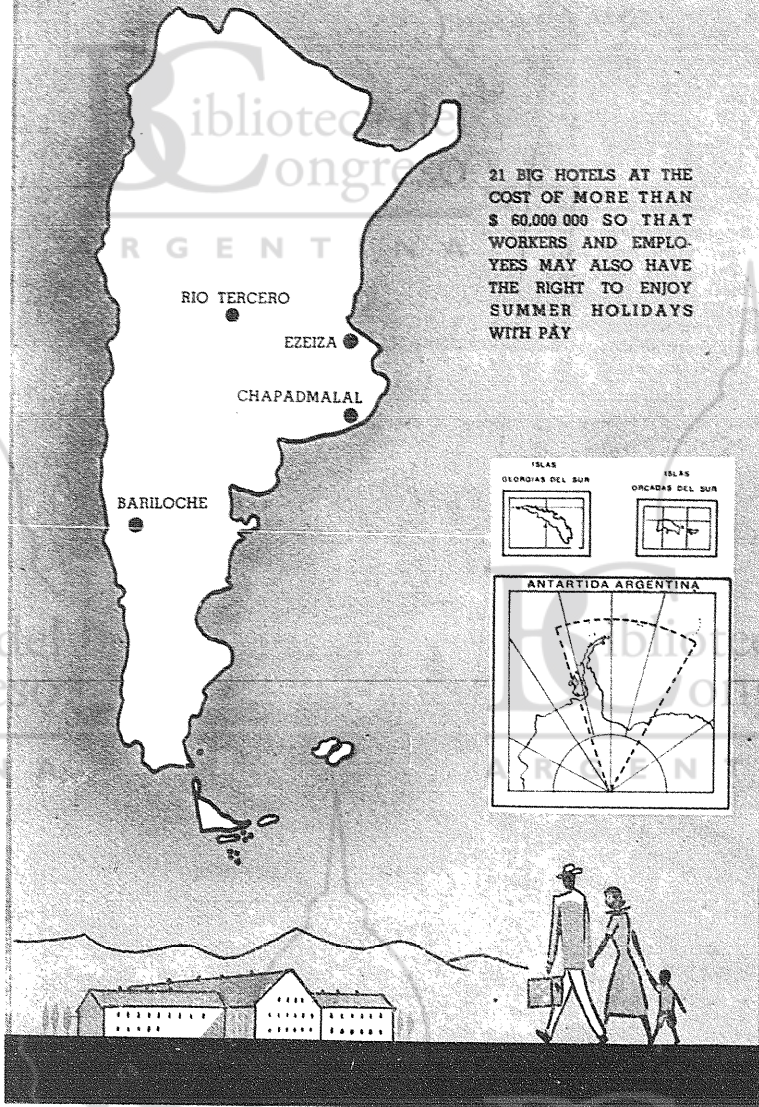 Biblioteca del
Congreso
ARGENTINA
21 BIG HOTELS AT THE
COST OF MORE THAN
$ 60,000 000 SO THAT
WORKERS AND EMPLO-
YEES MAY ALSO HAVE
THE RIGHT TO ENJOY
SUMMER HOLIDAYS
WITH PAY
RIO TERCERO
EZEIZA
CHAPADMALAL
BARILOCHE
ISLAS
GEORGIAS DEL SUR
ISLAS
ORCADAS DEL SUR
ANTARTIDA ARGENTINA